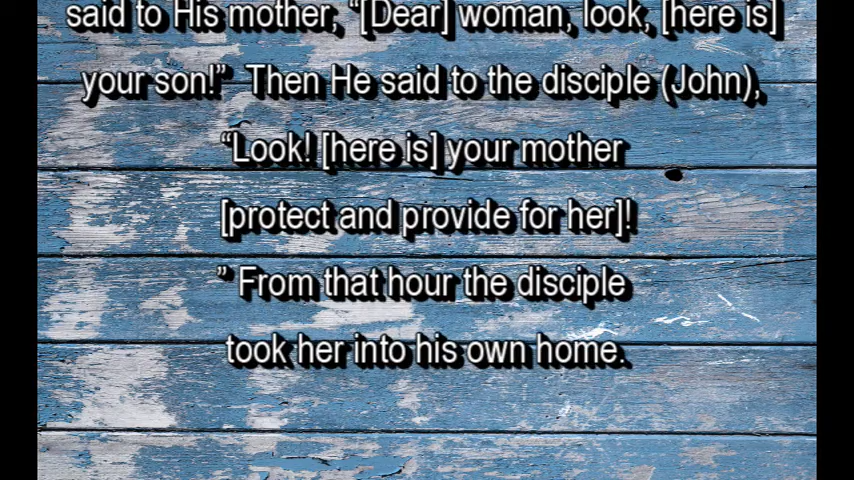 said to His mother, “[Dear] woman, look, [here is]
your son!” Then He said to the disciple (John),
“Look! [here is] your mother
[protect and provide for her]!
” From that hour the disciple
took her into his own home.